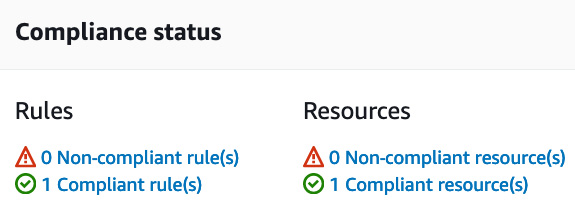 Compliance status
Rules
0 Non-compliant rule(s)
1 Compliant rule(s)
Resources
0 Non-compliant resource(s)
1 Compliant resource(s)